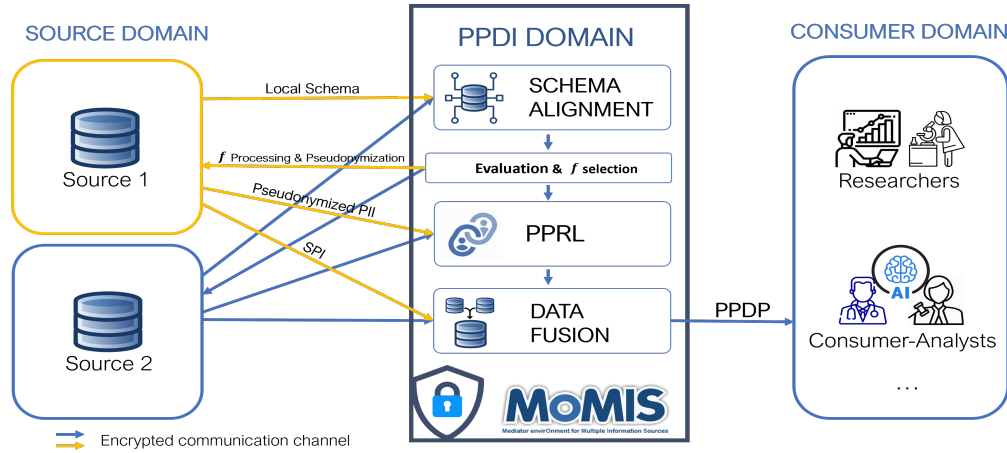 SOURCE DOMAIN
Source 1
Source 2
Local Schema
f Processing & Pseudonymization
Pseudonymized PII
SPI
PPDI DOMAIN
SCHEMA
ALIGNMENT
Evaluation & f selection
PPRL
DATA
FUSION
MOMIS
Mediator envirOnment for Multiple Information Sources
PPDP
CONSUMER DOMAIN
Researchers
AI
Consumer-Analysts
...
Encrypted communication channel